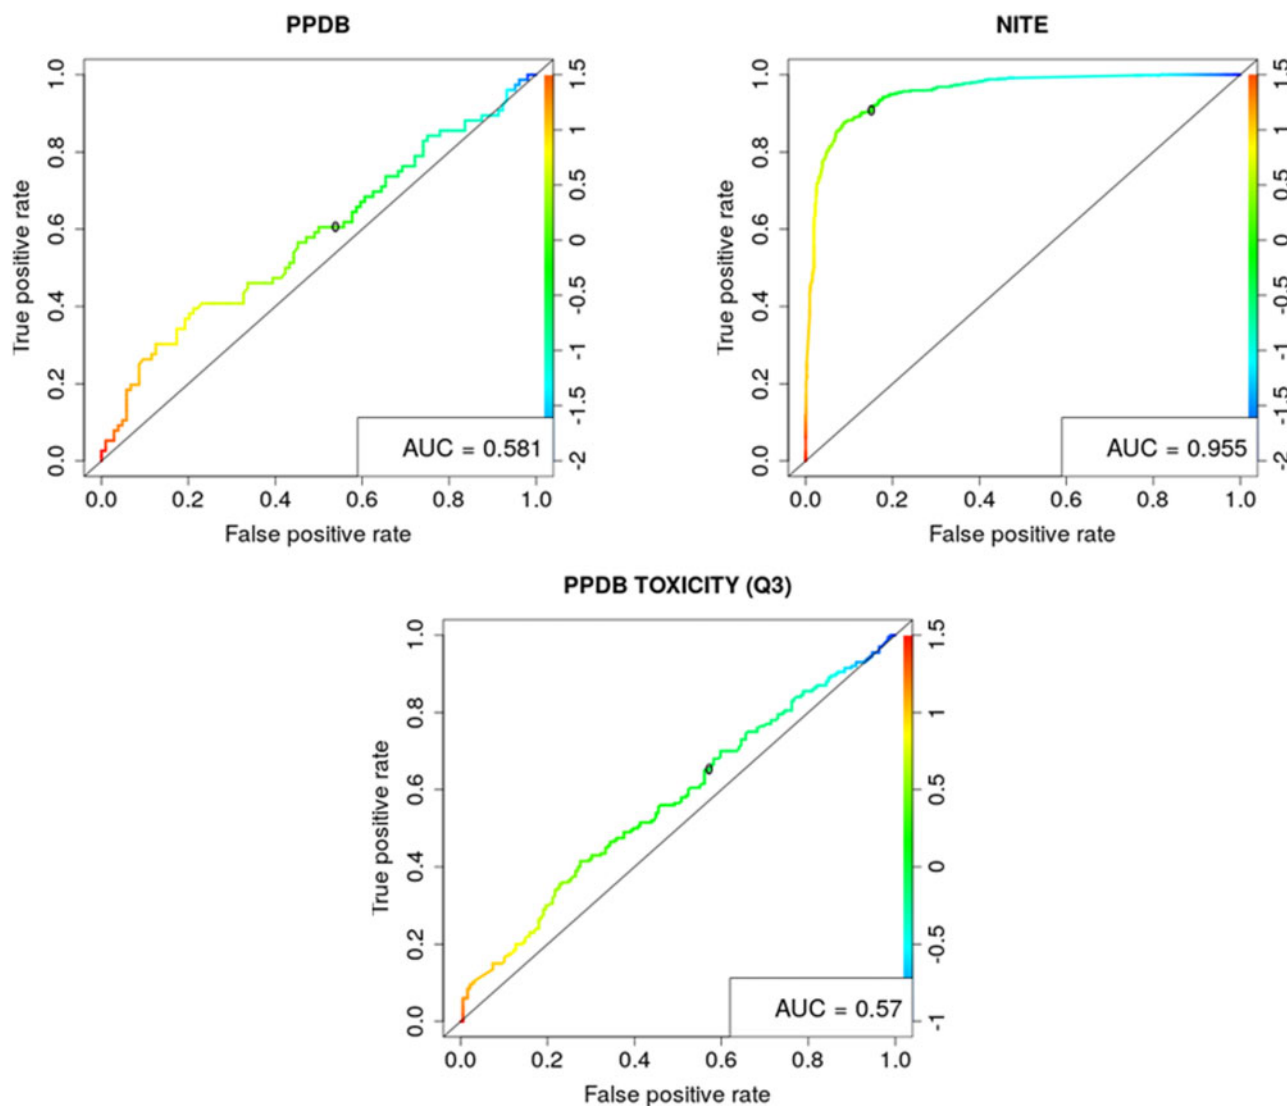 PPDB
True positive rate
1.0
0.8
0.6
0.4
0.2
0.0
0
1.5
1
0.5
0
-0.5
-1
-1.5
-2
AUC = 0.581
0.0 0.2 0.4 0.6 0.8 1.0
False positive rate
NITE
True positive rate
1.0
0.8
0.6
0.4
0.2
0.0
0
1.5
1
0.5
0
-0.5
-1
-1.5
-2
AUC = 0.955
0.0 0.2 0.4 0.6 0.8 1.0
False positive rate
PPDB TOXICITY (Q3)
True positive rate
1.0
0.8
0.6
0.4
0.2
0.0
0
1.5
1
0.5
0
-0.5
-1
AUC = 0.57
0.0 0.2 0.4 0.6 0.8 1.0
False positive rate